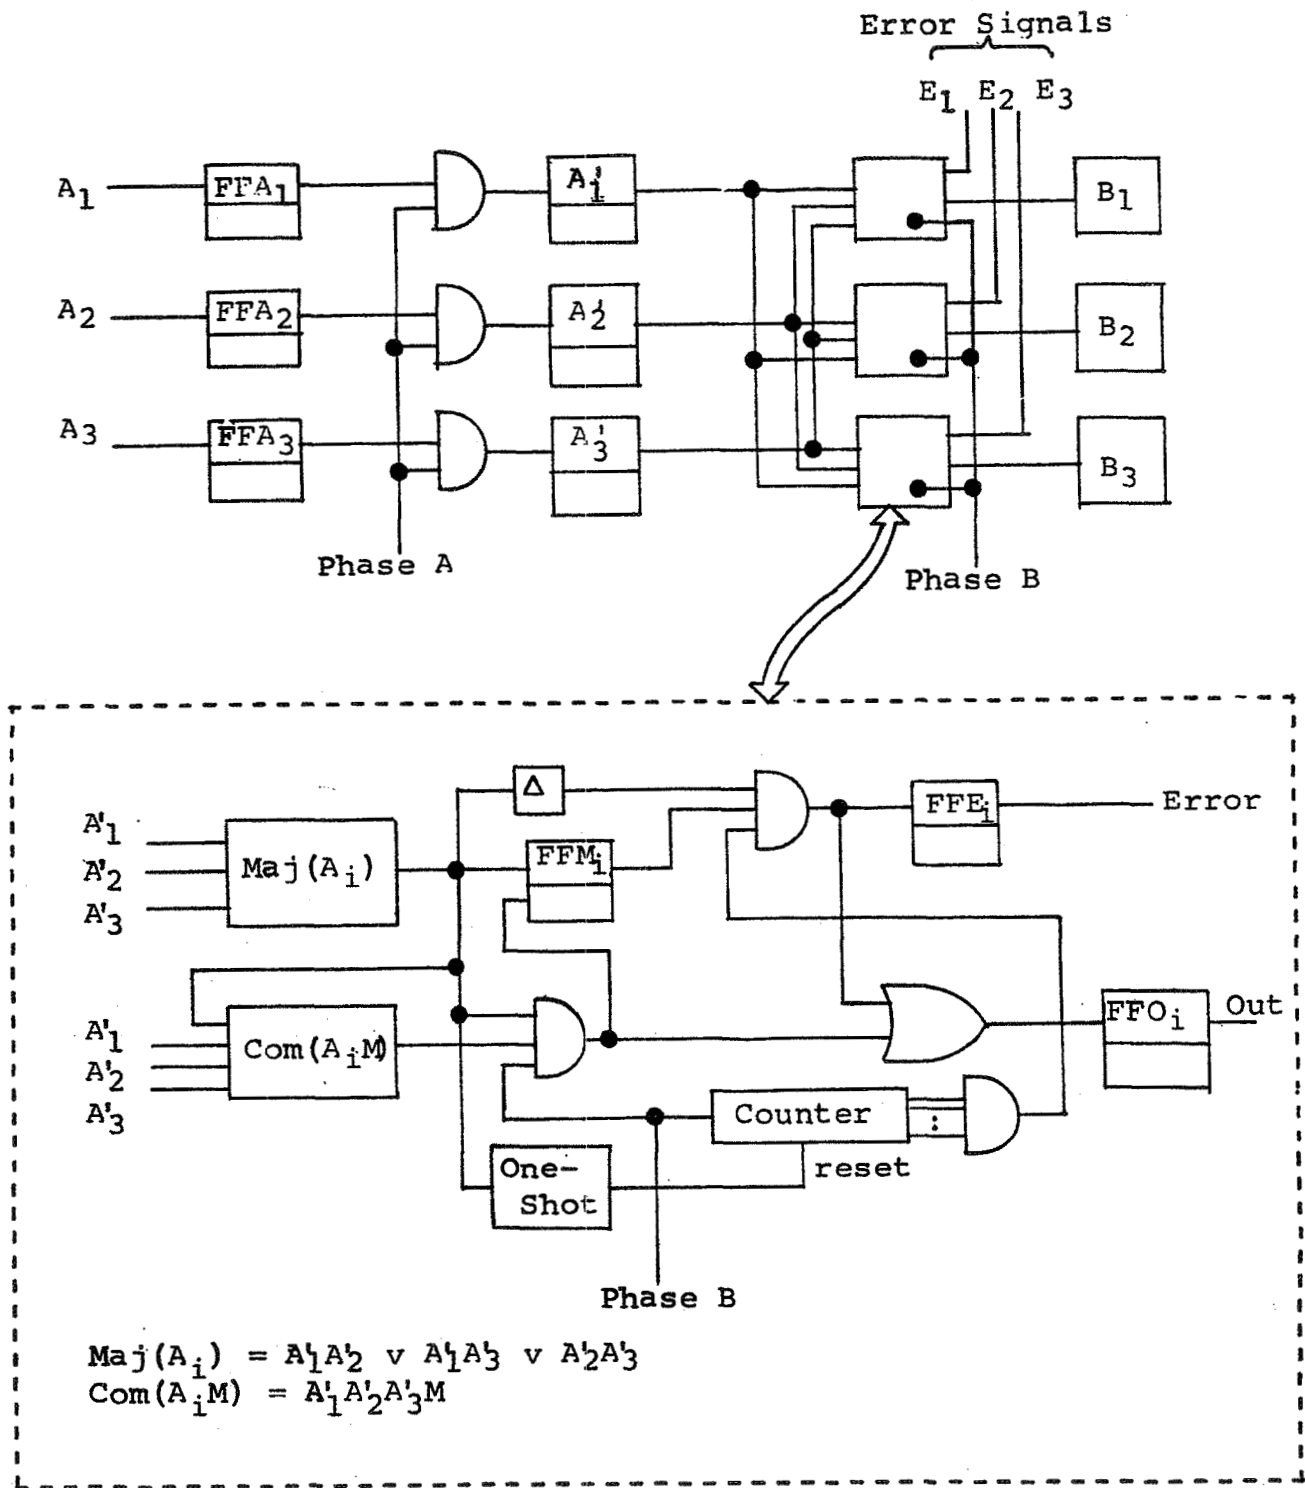 Error Signals
E1 E2 E3
A1 FFA1 A'1 B1
A2 FFA2 A'2 B2
A3 FFA3 A'3 B3
Phase A
Phase B
Δ
FFEi
Error
A'1
A'2
A'3
Maj(Ai)
FFMi
A'1
A'2
A'3
Com(AiM)
FFOi
Out
Counter
:
reset
One-
Shot
Phase B
Maj(Ai) = A'1A'2 v A'1A'3 v A'2A'3
Com(AiM) = A'1A'2A'3M